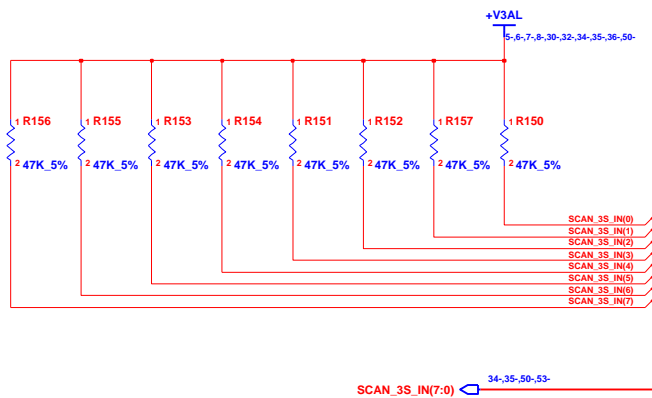 +V3AL
5-,6-,7-,8-,30-,32-,34-,35-,36-,50-
1 R156 1 R155 1 R153 1 R154 1 R151 1 R152 1 R157 1 R150
2 47K_5% 2 47K_5% 2 47K_5% 2 47K_5% 2 47K_5% 2 47K_5% 2 47K_5% 2 47K_5%
SCAN_3S_IN(0)
SCAN_3S_IN(1)
SCAN_3S_IN(2)
SCAN_3S_IN(3)
SCAN_3S_IN(4)
SCAN_3S_IN(5)
SCAN_3S_IN(6)
SCAN_3S_IN(7)
34-,35-,50-,53-
SCAN_3S_IN(7:0)